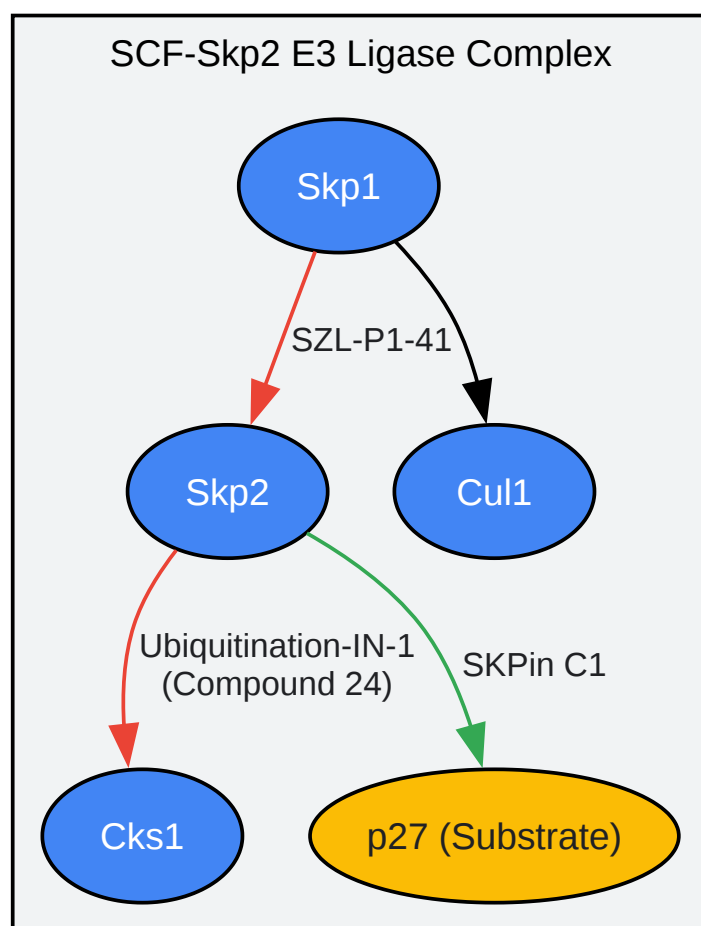 SCF-Skp2 E3 Ligase Complex
Skp1
SZL-P1-41
Skp2
Cul1
Ubiquitination-IN-1
(Compound 24)
SKPin C1
Cks1
p27 (Substrate)